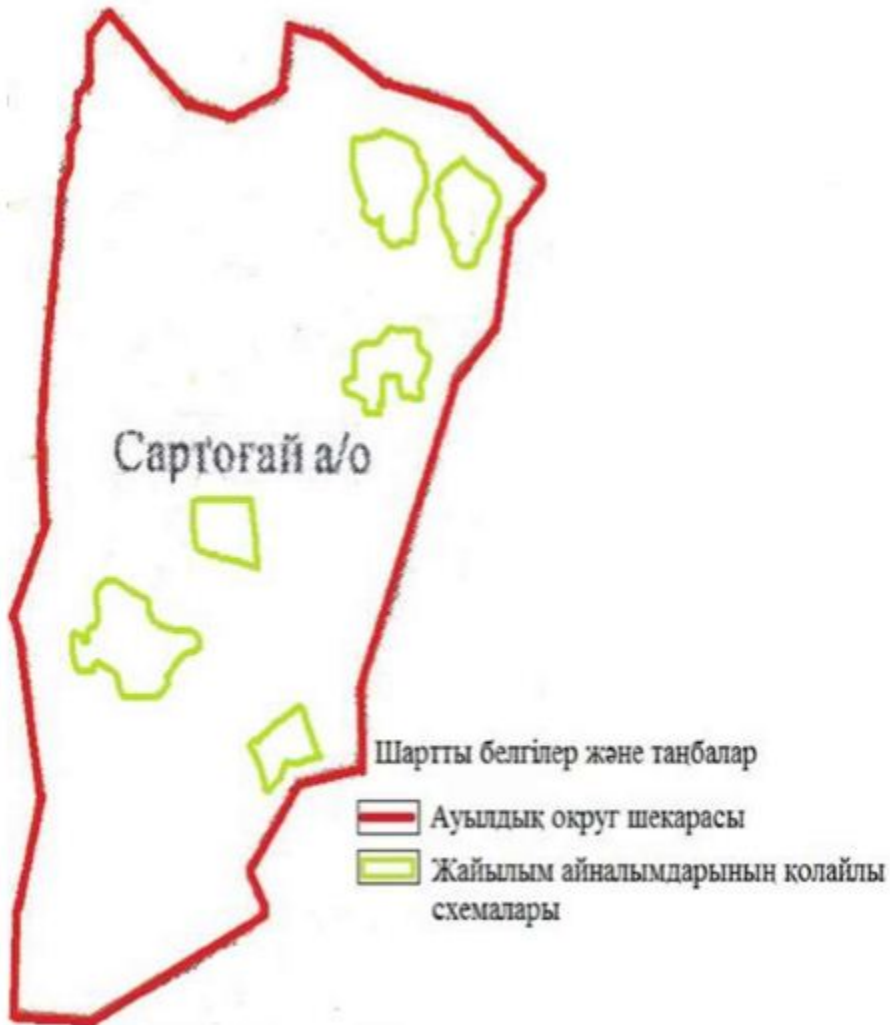 Сартоғай а/о
Шартты белгілер және таңбалар
Ауылдық округ шекарасы
Жайылым айналымдарының қолайлы
схемалары